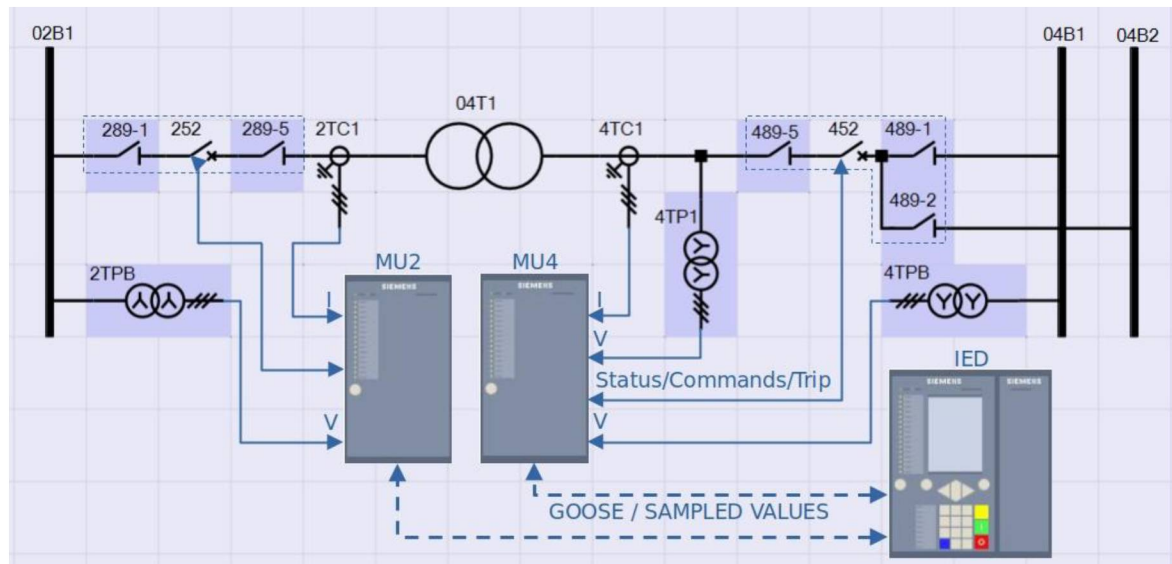 02B1
04B1
04B2
04T1
289-1
252
289-5
2TC1
4TC1
489-5
452
489-1
489-2
4TP1
2TPB
MU2
MU4
4TPB
SIEMENS
SIEMENS
I
I
V
IED
Status/Commands/Trip
SIEMENS
SIEMENS
V
V
GOOSE / SAMPLED VALUES